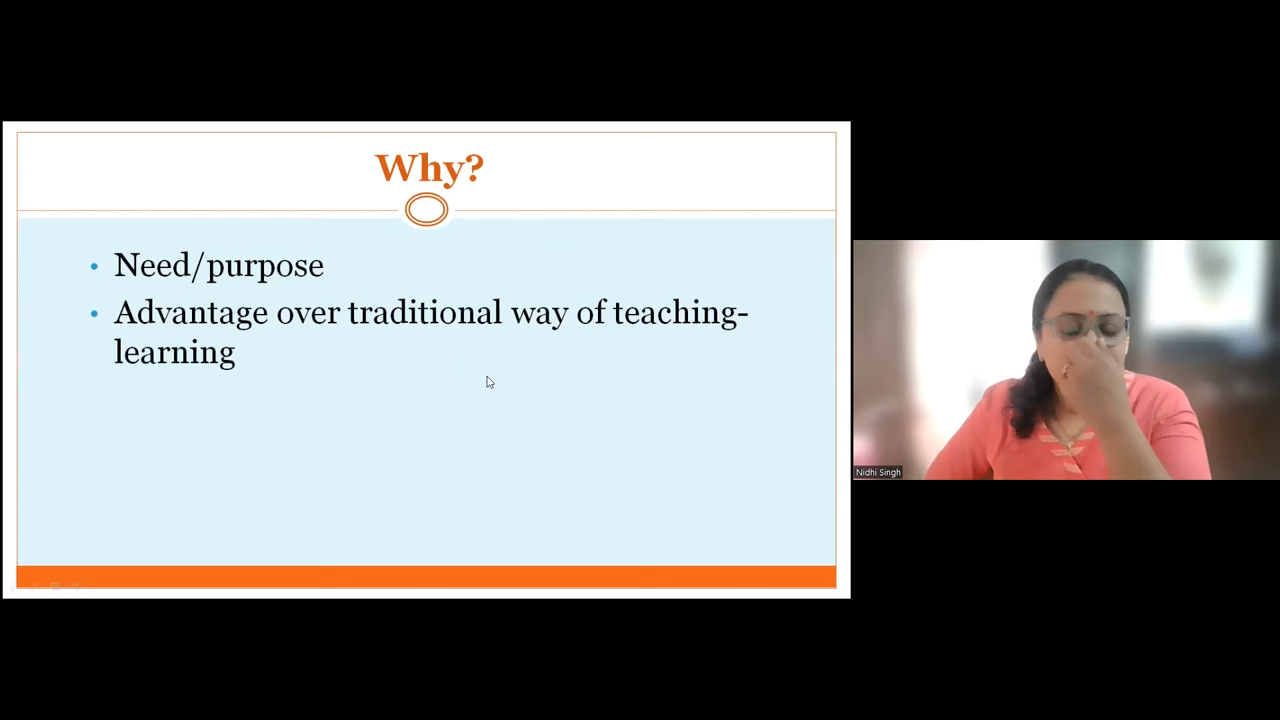 Why?
• Need/purpose
• Advantage over traditional way of teaching-
learning
Nidhi Singh